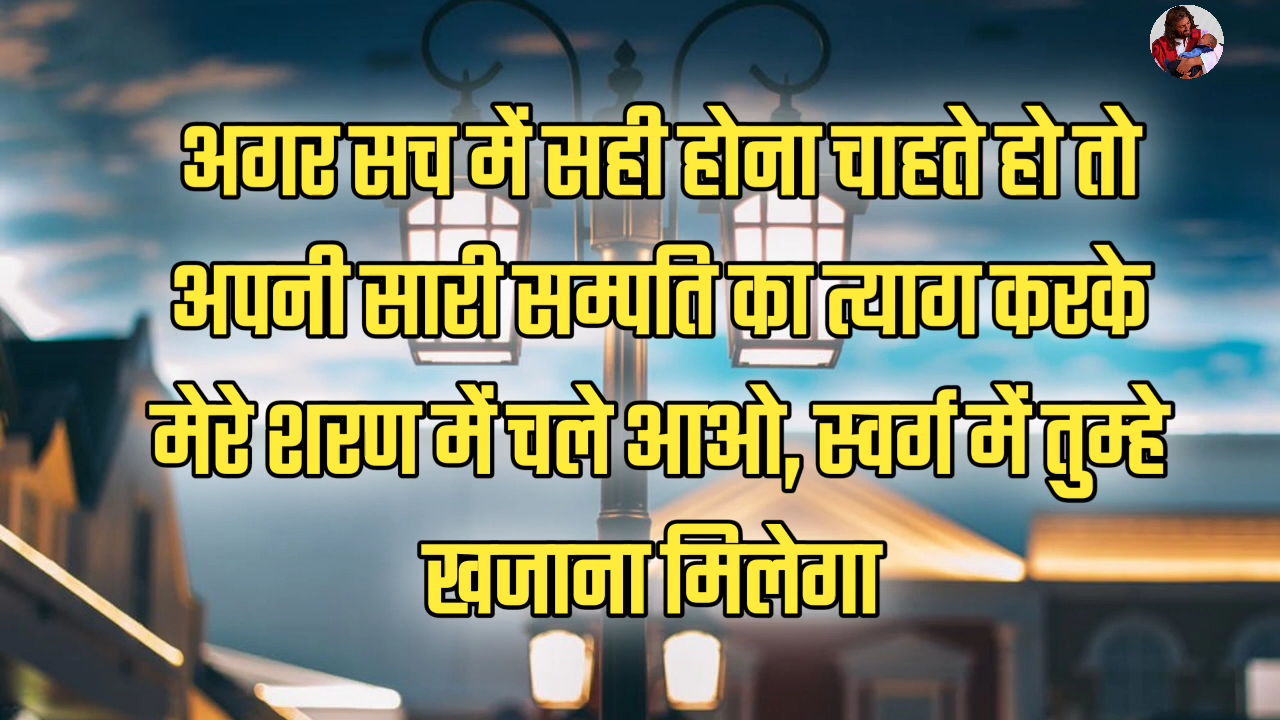 अगर सच में सही होना चाहते हो तो
अपनी सारी सम्पति का त्याग करके
मेरे शरण में चले आओ, स्वर्ग में तुम्हे
खजाना मिलेगा